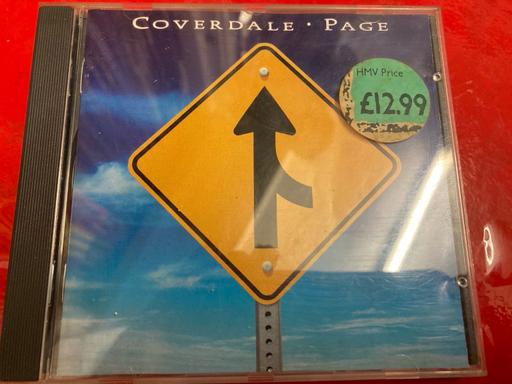 COVERDALE · PAGE
HMV Price
£12.99